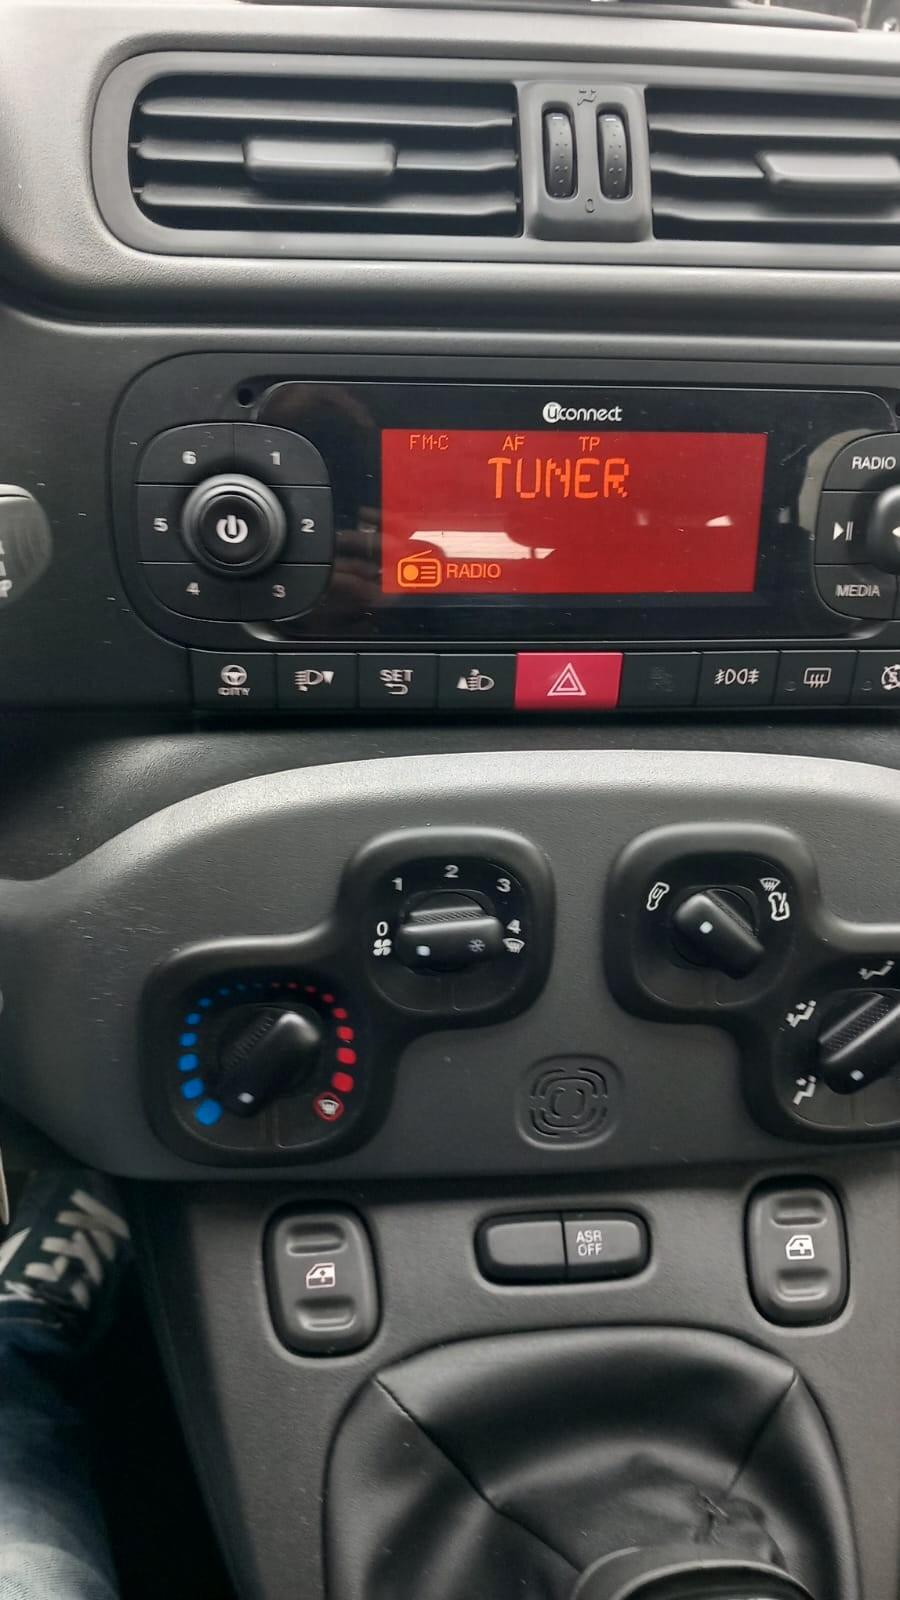 uconnect
FM-C AF TP
TUNER
RADIO
6 1
5 2
4 3
RADIO
MEDIA
CITY
SET
0 1 2 3 4
0
ASR
OFF